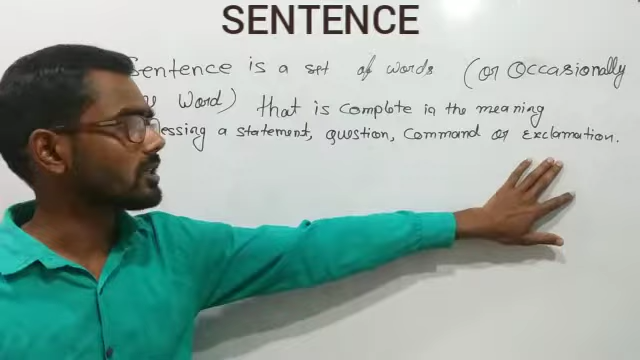 SENTENCE
Sentence is a set of words (or Occasionally
Word) that is complete in the meaning
a statement, question, Command or Exclamation.